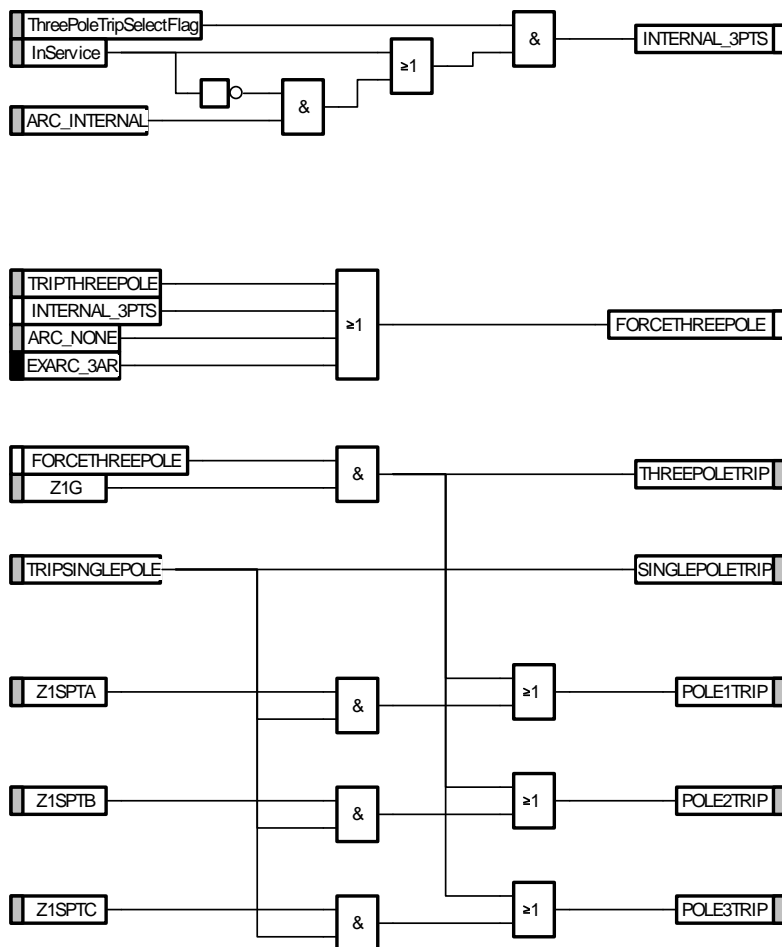 ThreePoleTripSelectFlag
InService
ARC_INTERNAL
&
≥1
&
INTERNAL_3PTS
TRIPTHREEPOLE
INTERNAL_3PTS
ARC_NONE
EXARC_3AR
≥1
FORCETHREEPOLE
FORCETHREEPOLE
Z1G
&
THREEPOLETRIP
TRIPSINGLEPOLE
SINGLEPOLETRIP
Z1SPTA
&
≥1
POLE1TRIP
Z1SPTB
&
≥1
POLE2TRIP
Z1SPTC
&
≥1
POLE3TRIP